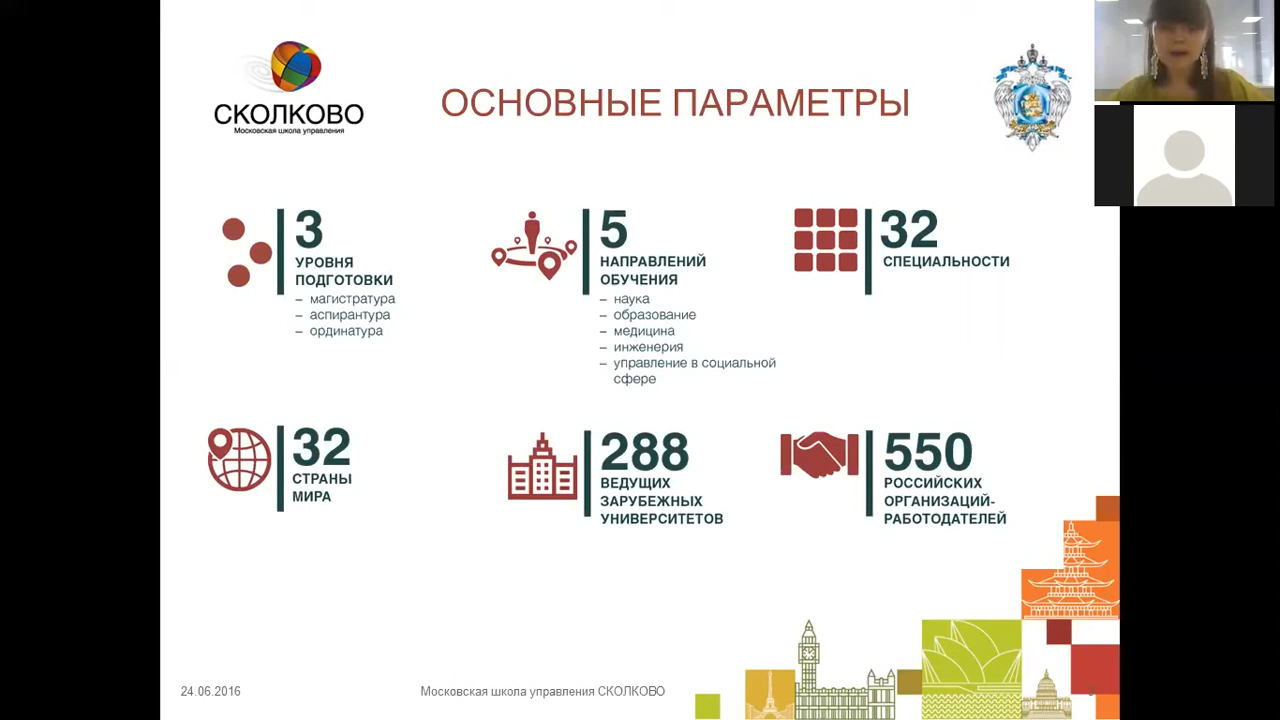 СКОЛКОВО
Московская школа управления
ОСНОВНЫЕ ПАРАМЕТРЫ
3
УРОВНЯ
ПОДГОТОВКИ
– магистратура
– аспирантура
– ординатура
5
НАПРАВЛЕНИЙ
ОБУЧЕНИЯ
– наука
– образование
– медицина
– инженерия
– управление в социальной
сфере
32
СПЕЦИАЛЬНОСТИ
32
СТРАНЫ
МИРА
288
ВЕДУЩИХ
ЗАРУБЕЖНЫХ
УНИВЕРСИТЕТОВ
550
РОССИЙСКИХ
ОРГАНИЗАЦИЙ-
РАБОТОДАТЕЛЕЙ
24.06.2016
Московская школа управления СКОЛКОВО